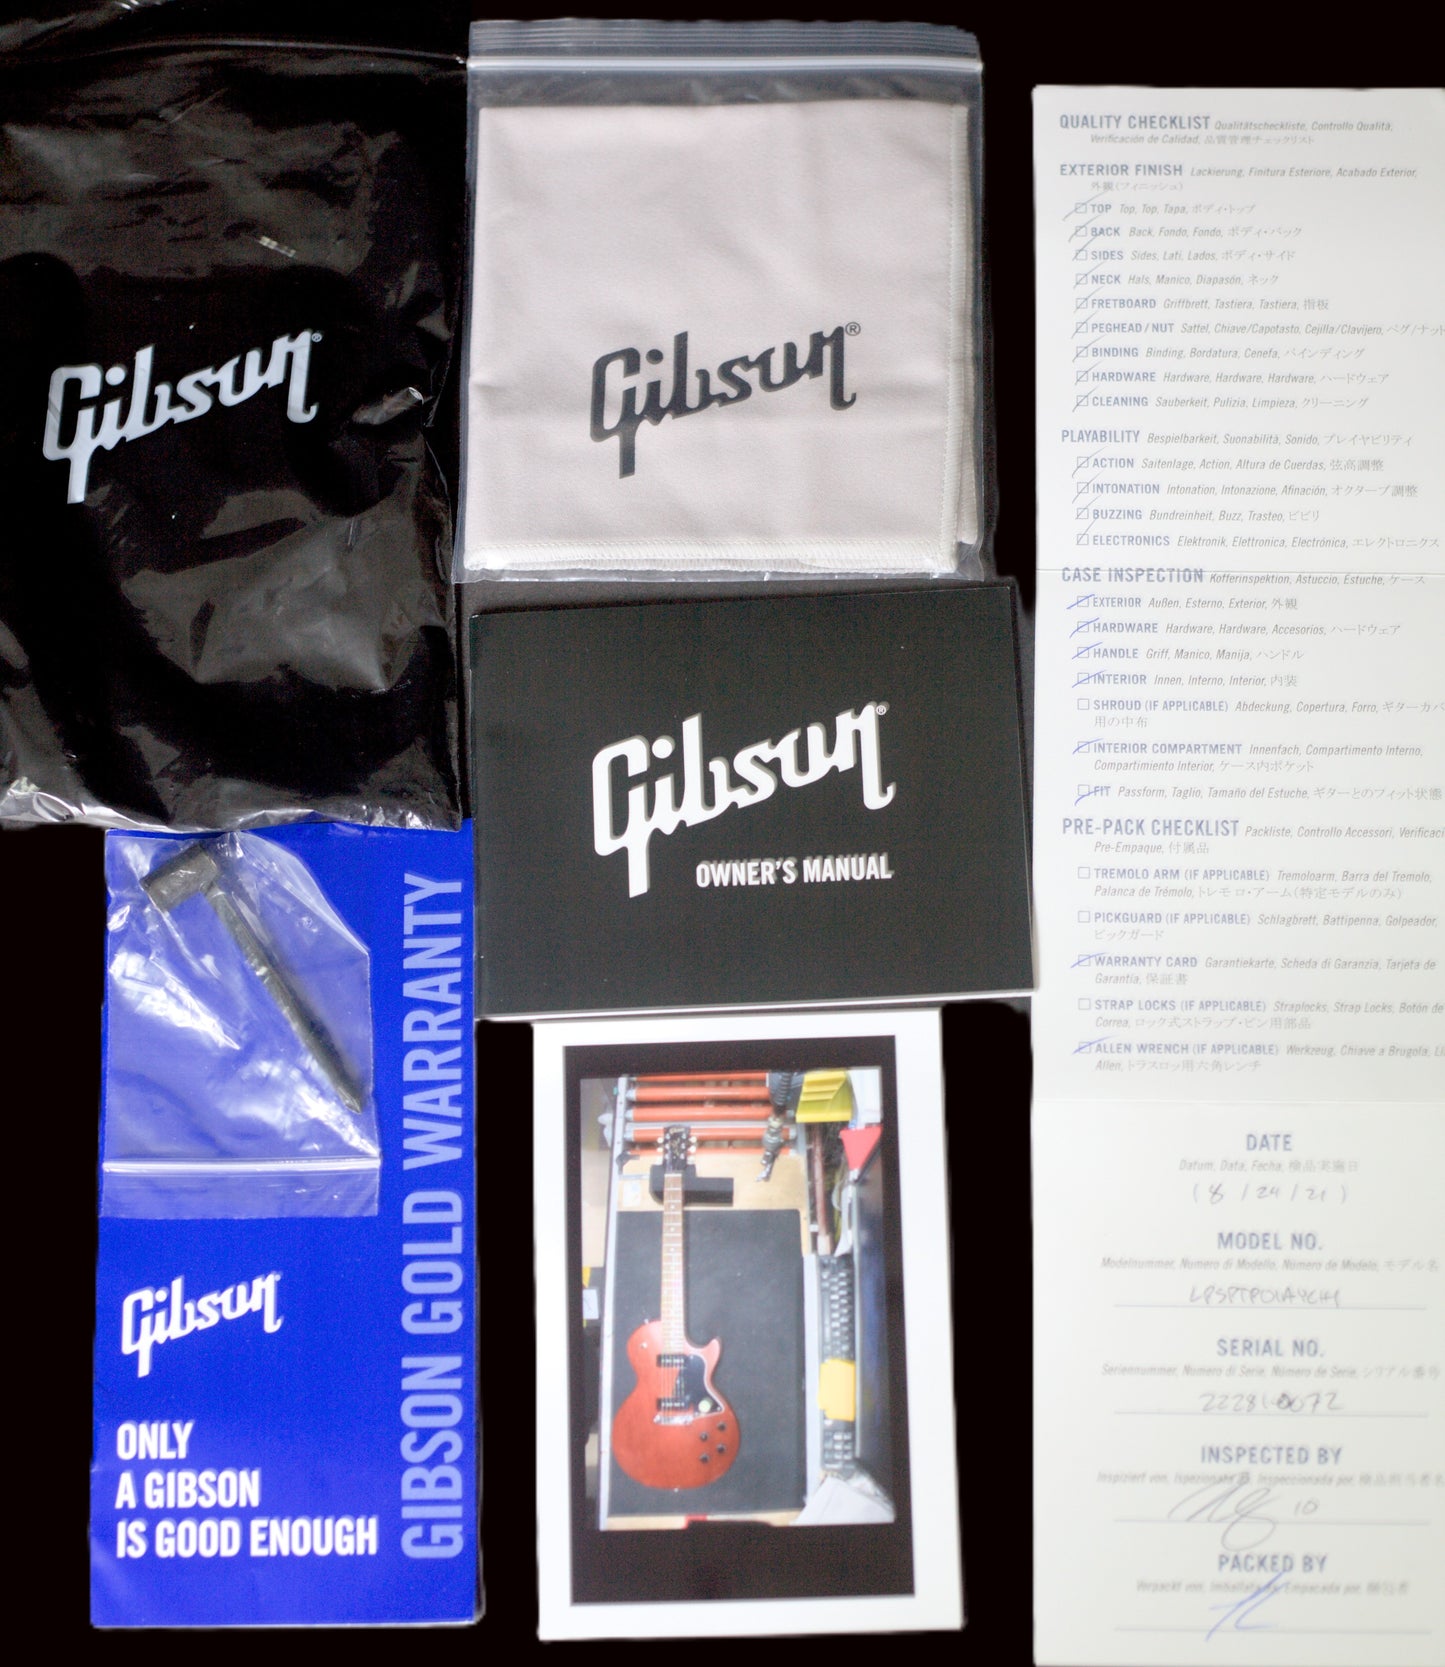 Gibson®
Gibson®
Gibson®
OWNER'S MANUAL
GIBSON GOLD WARRANTY
Gibson
ONLY
A GIBSON
IS GOOD ENOUGH
QUALITY CHECKLIST Qualitätscheckliste, Controllo Qualità,
Verificación de Calidad, 品質管理チェックリスト
EXTERIOR FINISH Lackierung, Finitura Esteriore, Acabado Exterior,
外観(フィニッシュ)
TOP Top, Top, Tapa, ボディ・トップ
BACK Back, Fondo, Fondo, ボディ・バック
SIDES Sides, Lati, Lados, ボディ・サイド
NECK Hals, Manico, Diapasón, ネック
FRETBOARD Griffbrett, Tastiera, Tastiera, 指板
PEGHEAD/NUT Sattel, Chiave/Capotasto, Cejilla/Clavijero, ペグ/ナット
BINDING Binding, Bordatura, Cenefa, バインディング
HARDWARE Hardware, Hardware, Hardware, ハードウェア
CLEANING Sauberkeit, Pulizia, Limpieza, クリーニング
PLAYABILITY Bespielbarkeit, Suonabilità, Sonido, プレイヤビリティ
ACTION Saitenlage, Action, Altura de Cuerdas, 弦高調整
INTONATION Intonation, Intonazione, Afinación, オクターブ調整
BUZZING Bundreinheit, Buzz, Trasteo, ビビリ
ELECTRONICS Elektronik, Elettronica, Electrónica, エレクトロニクス
CASE INSPECTION Kofferinspektion, Astuccio, Estuche, ケース
EXTERIOR Außen, Esterno, Exterior, 外観
HARDWARE Hardware, Hardware, Accesorios, ハードウェア
HANDLE Griff, Manico, Manija, ハンドル
INTERIOR Innen, Interno, Interior, 内装
SHROUD (IF APPLICABLE) Abdeckung, Copertura, Forro, ギターカバ
用の中布
INTERIOR COMPARTMENT Innenfach, Compartimento Interno,
Compartimiento Interior, ケース内ポケット
FIT Passform, Taglio, Tamaño del Estuche, ギターとのフィット状態
PRE-PACK CHECKLIST Packliste, Controllo Accessori, Verificaci
Pre-Empaque, 付属品
TREMOLO ARM (IF APPLICABLE) Tremoloarm, Barra del Tremolo,
Palanca de Trémolo, トレモロ・アーム(特定モデルのみ)
PICKGUARD (IF APPLICABLE) Schlagbrett, Battipenna, Golpeador,
ピックガード
WARRANTY CARD Garantiekarte, Scheda di Garanzia, Tarjeta de
Garantía, 保証書
STRAP LOCKS (IF APPLICABLE) Straplocks, Strap Locks, Botón de
Correa, ロック式ストラップ・ピン用部品
ALLEN WRENCH (IF APPLICABLE) Werkzeug, Chiave a Brugola, Ll
Allen, トラスロッド用六角レンチ
DATE
Datum, Data, Fecha, 検品実施日
(8 / 24 / 21)
MODEL NO.
Modelnummer, Numero di Modello, Número de Modelo, モデル名
LPSPTP01AYCH1
SERIAL NO.
Seriennummer, Numero di Serie, Número de Serie, シリアル番号
INSPECTED BY
Inspiziert von, Inspeccionada por, 検品担当者名
10
PACKED BY
Verpackt von, Empacada por,